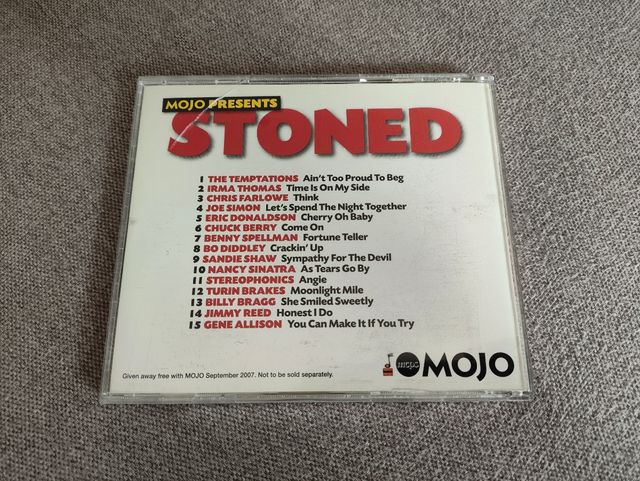 MOJO PRESENTS
STONED
1 THE TEMPTATIONS Ain't Too Proud To Beg
2 IRMA THOMAS Time Is On My Side
3 CHRIS FARLOWE Think
4 JOE SIMON Let's Spend The Night Together
5 ERIC DONALDSON Cherry Oh Baby
6 CHUCK BERRY Come On
7 BENNY SPELLMAN Fortune Teller
8 BO DIDDLEY Crackin' Up
9 SANDIE SHAW Sympathy For The Devil
10 NANCY SINATRA As Tears Go By
11 STEREOPHONICS Angie
12 TURIN BRAKES Moonlight Mile
13 BILLY BRAGG She Smiled Sweetly
14 JIMMY REED Honest I Do
15 GENE ALLISON You Can Make It If You Try
Given away free with MOJO September 2007. Not to be sold separately.
mcps MOJO